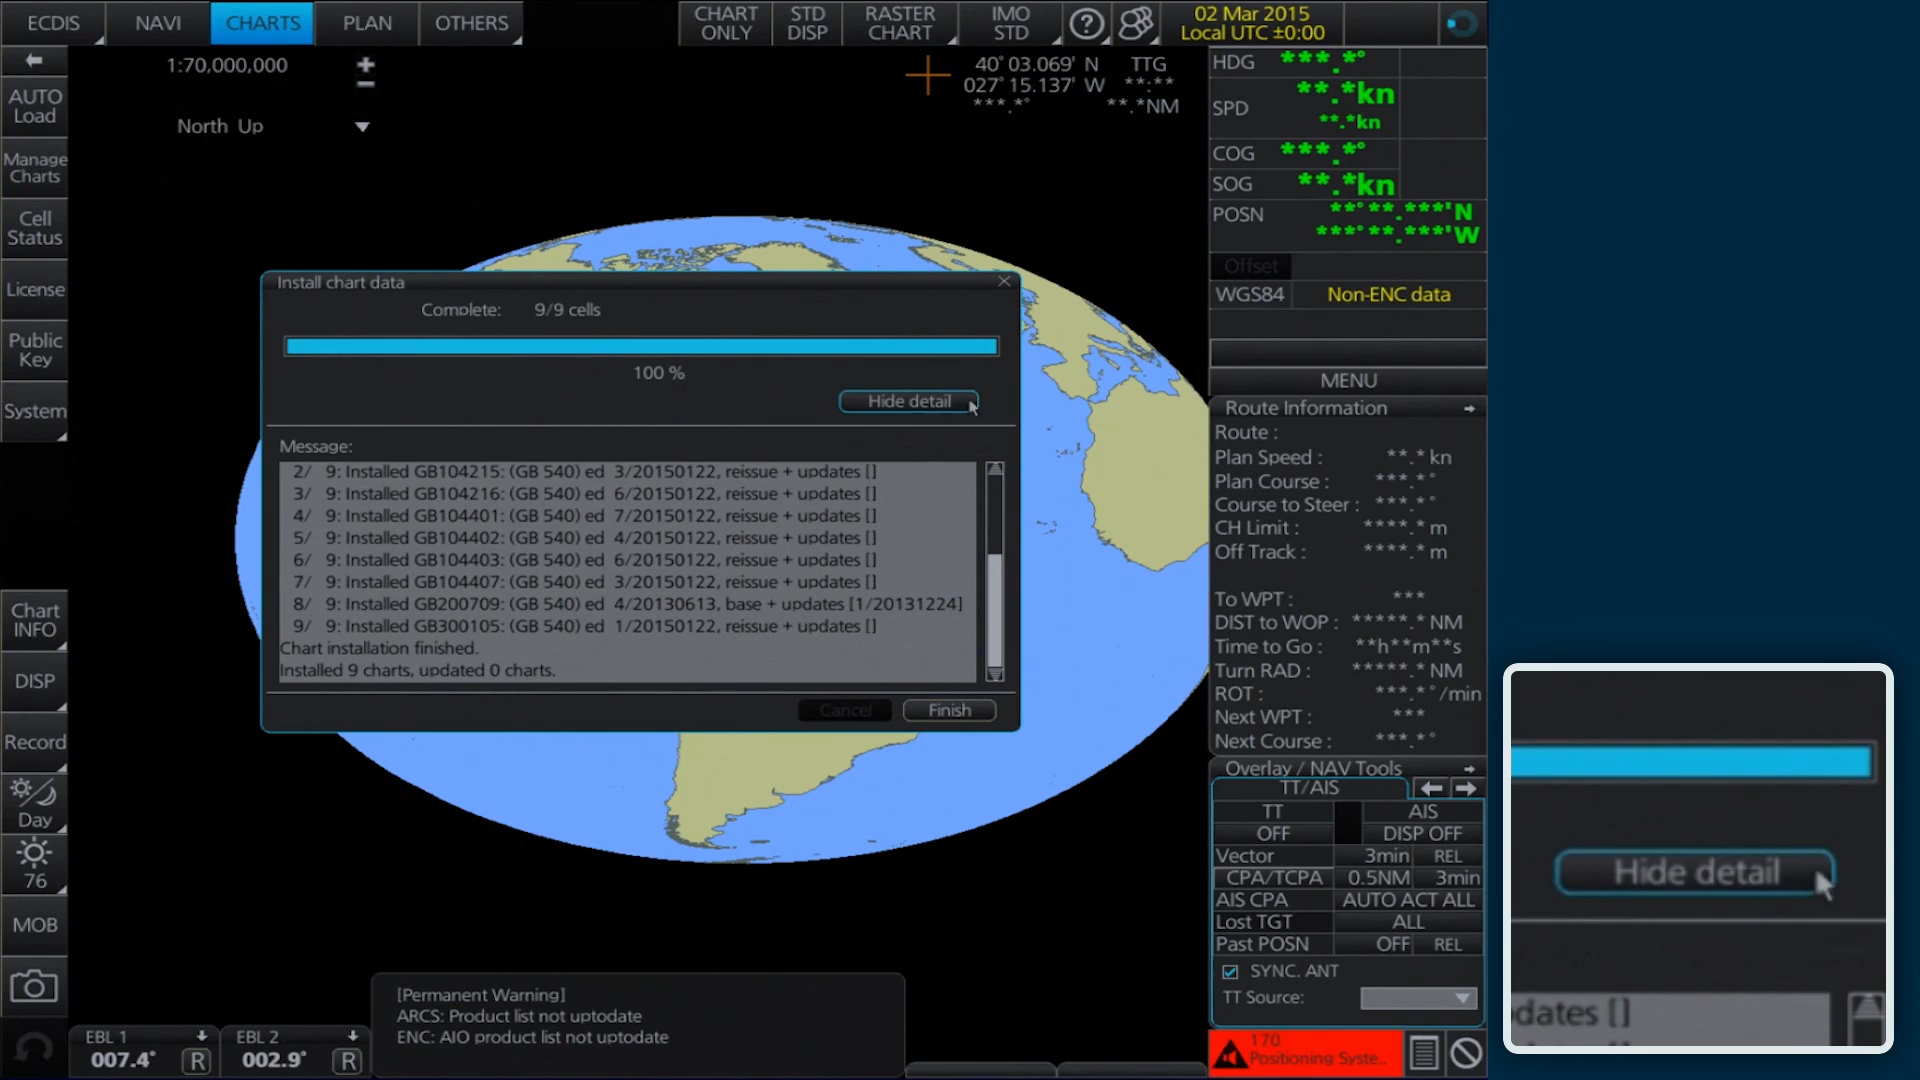 ECDIS
NAVI
CHARTS
PLAN
OTHERS
CHART ONLY
STD DISP
RASTER CHART
IMO STD
02 Mar 2015
Local UTC ±0:00
AUTO Load
Manage Charts
Cell Status
License
Public Key
System
Chart INFO
DISP
Record
Day
76
MOB
1:70,000,000
North Up
40° 03.069' N
027° 15.137' W
***.*°
TTG
**:**
**.*NM
Install chart data
Complete: 9/9 cells
100 %
Hide detail
Message:
2/ 9: Installed GB104215: (GB 540) ed 3/20150122, reissue + updates []
3/ 9: Installed GB104216: (GB 540) ed 6/20150122, reissue + updates []
4/ 9: Installed GB104401: (GB 540) ed 7/20150122, reissue + updates []
5/ 9: Installed GB104402: (GB 540) ed 4/20150122, reissue + updates []
6/ 9: Installed GB104403: (GB 540) ed 6/20150122, reissue + updates []
7/ 9: Installed GB104407: (GB 540) ed 3/20150122, reissue + updates []
8/ 9: Installed GB200709: (GB 540) ed 4/20130613, base + updates [1/20131224]
9/ 9: Installed GB300105: (GB 540) ed 1/20150122, reissue + updates []
Chart installation finished.
Installed 9 charts, updated 0 charts.
Cancel
Finish
[Permanent Warning]
ARCS: Product list not uptodate
ENC: AIO product list not uptodate
EBL 1
007.4° R
EBL 2
002.9° R
HDG ***.*°
SPD **.*kn
**.*kn
COG ***.*°
SOG **.*kn
POSN **°**.***'N
***°**.***'W
Offset
WGS84 Non-ENC data
MENU
Route Information
Route :
Plan Speed : **.* kn
Plan Course : ***.*°
Course to Steer : ***.*°
CH Limit : ****.* m
Off Track : ****.* m
To WPT : ***
DIST to WOP : *****.* NM
Time to Go : **h**m**s
Turn RAD : *****.* NM
ROT : ***.*°/min
Next WPT : ***
Next Course : ***.*°
Overlay / NAV Tools
TT/AIS
TT AIS
OFF DISP OFF
Vector 3min REL
CPA/TCPA 0.5NM 3min
AIS CPA AUTO ACT ALL
Lost TGT ALL
Past POSN OFF REL
SYNC. ANT
TT Source:
170
Positioning Syste..
Hide detail
dates []